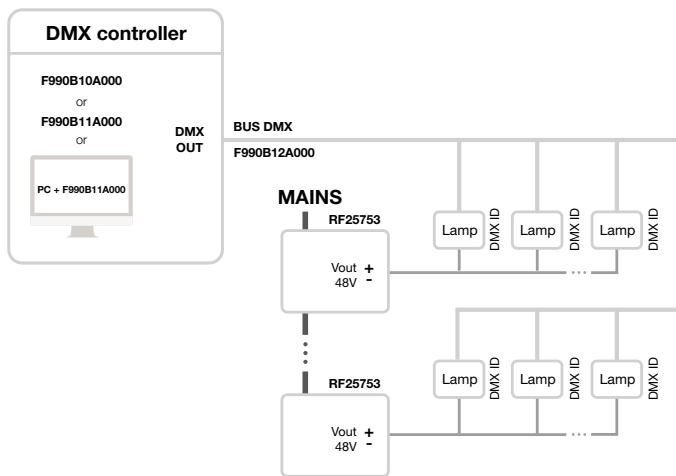 DMX controller
F990B10A000
or
F990B11A000
or
PC + F990B11A000
DMX
OUT
BUS DMX
F990B12A000
MAINS
RF25753
Vout +
48V -
Lamp
DMX ID
Lamp
DMX ID
...
Lamp
DMX ID
RF25753
Vout +
48V -
Lamp
DMX ID
Lamp
DMX ID
...
Lamp
DMX ID